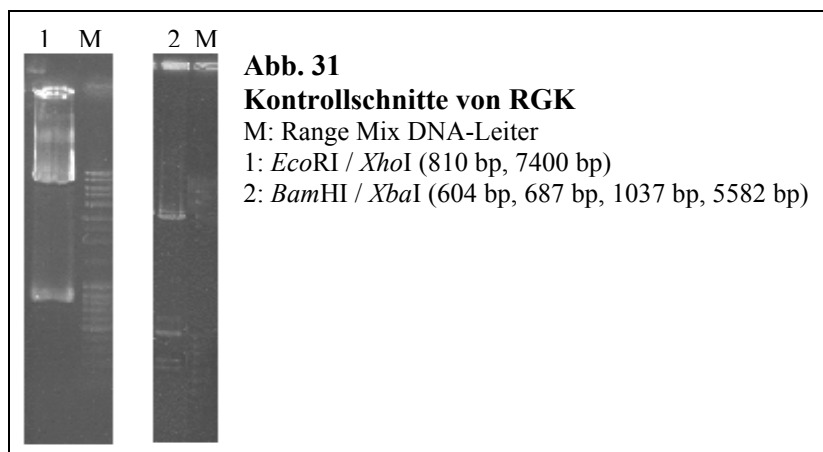 1 M 2 M
Abb. 31
Kontrollschnitte von RGK
M: Range Mix DNA-Leiter
1: EcoRI / XhoI (810 bp, 7400 bp)
2: BamHI / XbaI (604 bp, 687 bp, 1037 bp, 5582 bp)